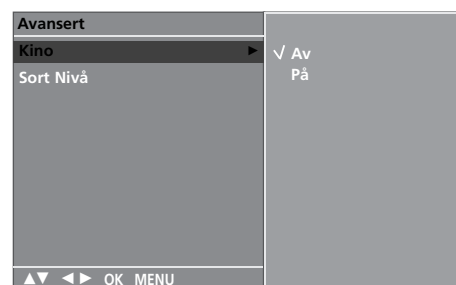 Avansert
Kino ►
Sort Nivå
√ Av
På
▲▼ ◄► OK MENU